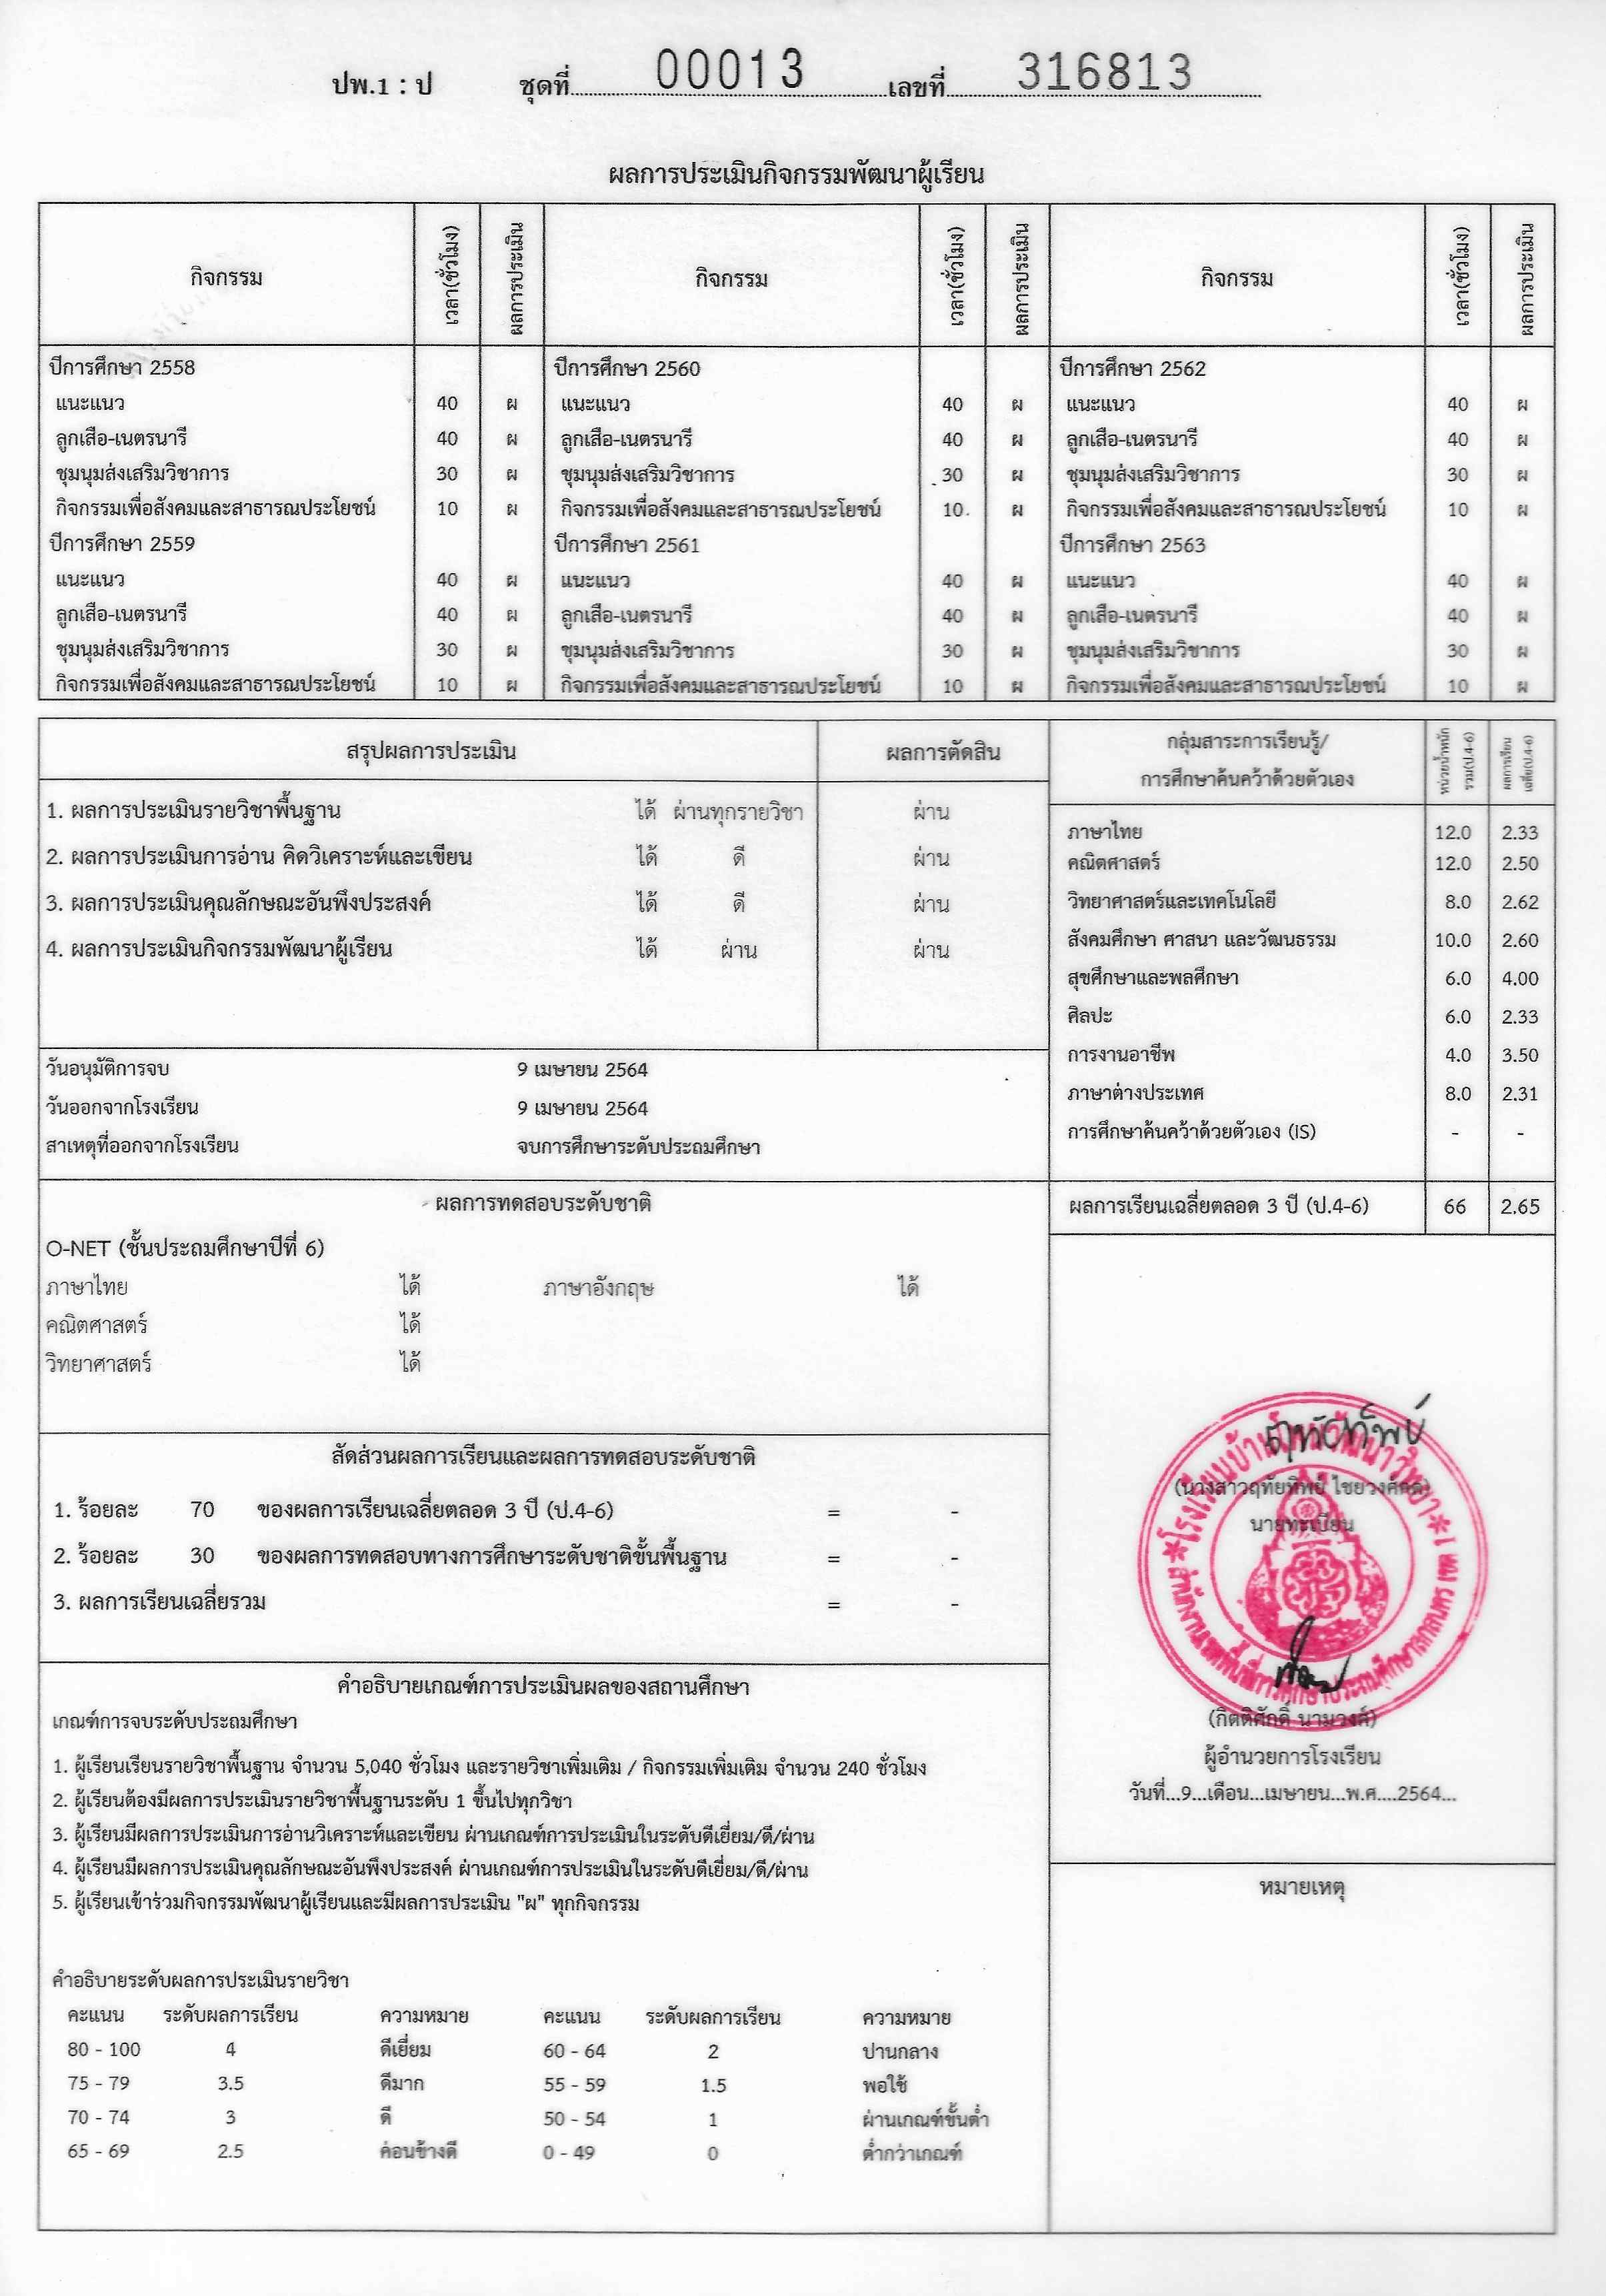 ปพ.1 : ป ชุดที่ 00013 เลขที่ 316813
ผลการประเมินกิจกรรมพัฒนาผู้เรียน
กิจกรรม เวลา(ชั่วโมง) ผลการประเมิน กิจกรรม เวลา(ชั่วโมง) ผลการประเมิน กิจกรรม เวลา(ชั่วโมง) ผลการประเมิน
ปีการศึกษา 2558 ปีการศึกษา 2560 ปีการศึกษา 2562
แนะแนว 40 ผ แนะแนว 40 ผ แนะแนว 40 ผ
ลูกเสือ-เนตรนารี 40 ผ ลูกเสือ-เนตรนารี 40 ผ ลูกเสือ-เนตรนารี 40 ผ
ชุมนุมส่งเสริมวิชาการ 30 ผ ชุมนุมส่งเสริมวิชาการ 30 ผ ชุมนุมส่งเสริมวิชาการ 30 ผ
กิจกรรมเพื่อสังคมและสาธารณประโยชน์ 10 ผ กิจกรรมเพื่อสังคมและสาธารณประโยชน์ 10 ผ กิจกรรมเพื่อสังคมและสาธารณประโยชน์ 10 ผ
ปีการศึกษา 2559 ปีการศึกษา 2561 ปีการศึกษา 2563
แนะแนว 40 ผ แนะแนว 40 ผ แนะแนว 40 ผ
ลูกเสือ-เนตรนารี 40 ผ ลูกเสือ-เนตรนารี 40 ผ ลูกเสือ-เนตรนารี 40 ผ
ชุมนุมส่งเสริมวิชาการ 30 ผ ชุมนุมส่งเสริมวิชาการ 30 ผ ชุมนุมส่งเสริมวิชาการ 30 ผ
กิจกรรมเพื่อสังคมและสาธารณประโยชน์ 10 ผ กิจกรรมเพื่อสังคมและสาธารณประโยชน์ 10 ผ กิจกรรมเพื่อสังคมและสาธารณประโยชน์ 10 ผ
สรุปผลการประเมิน ผลการตัดสิน
1. ผลการประเมินรายวิชาพื้นฐาน ได้ ผ่านทุกรายวิชา ผ่าน
2. ผลการประเมินการอ่าน คิดวิเคราะห์และเขียน ได้ ดี ผ่าน
3. ผลการประเมินคุณลักษณะอันพึงประสงค์ ได้ ดี ผ่าน
4. ผลการประเมินกิจกรรมพัฒนาผู้เรียน ได้ ผ่าน ผ่าน
วันอนุมัติการจบ 9 เมษายน 2564
วันออกจากโรงเรียน 9 เมษายน 2564
สาเหตุที่ออกจากโรงเรียน จบการศึกษาระดับประถมศึกษา
ผลการทดสอบระดับชาติ
O-NET (ชั้นประถมศึกษาปีที่ 6)
ภาษาไทย ได้ ภาษาอังกฤษ ได้
คณิตศาสตร์ ได้
วิทยาศาสตร์ ได้
สัดส่วนผลการเรียนและผลการทดสอบระดับชาติ
1. ร้อยละ 70 ของผลการเรียนเฉลี่ยตลอด 3 ปี (ป.4-6) = -
2. ร้อยละ 30 ของผลการทดสอบทางการศึกษาระดับชาติขั้นพื้นฐาน = -
3. ผลการเรียนเฉลี่ยรวม = -
คำอธิบายเกณฑ์การประเมินผลของสถานศึกษา
เกณฑ์การจบระดับประถมศึกษา
1. ผู้เรียนเรียนรายวิชาพื้นฐาน จำนวน 5,040 ชั่วโมง และรายวิชาเพิ่มเติม / กิจกรรมเพิ่มเติม จำนวน 240 ชั่วโมง
2. ผู้เรียนต้องมีผลการประเมินรายวิชาพื้นฐานระดับ 1 ขึ้นไปทุกวิชา
3. ผู้เรียนมีผลการประเมินการอ่านวิเคราะห์และเขียน ผ่านเกณฑ์การประเมินในระดับดีเยี่ยม/ดี/ผ่าน
4. ผู้เรียนมีผลการประเมินคุณลักษณะอันพึงประสงค์ ผ่านเกณฑ์การประเมินในระดับดีเยี่ยม/ดี/ผ่าน
5. ผู้เรียนเข้าร่วมกิจกรรมพัฒนาผู้เรียนและมีผลการประเมิน "ผ" ทุกกิจกรรม
คำอธิบายระดับผลการประเมินรายวิชา
คะแนน ระดับผลการเรียน ความหมาย คะแนน ระดับผลการเรียน ความหมาย
80 - 100 4 ดีเยี่ยม 60 - 64 2 ปานกลาง
75 - 79 3.5 ดีมาก 55 - 59 1.5 พอใช้
70 - 74 3 ดี 50 - 54 1 ผ่านเกณฑ์ขั้นต่ำ
65 - 69 2.5 ค่อนข้างดี 0 - 49 0 ต่ำกว่าเกณฑ์
กลุ่มสาระการเรียนรู้/
การศึกษาค้นคว้าด้วยตัวเอง
หน่วยน้ำหนัก
รวม(ป.4-6)
ผลการเรียน
เฉลี่ย(ป.4-6)
ภาษาไทย 12.0 2.33
คณิตศาสตร์ 12.0 2.50
วิทยาศาสตร์และเทคโนโลยี 8.0 2.62
สังคมศึกษา ศาสนา และวัฒนธรรม 10.0 2.60
สุขศึกษาและพลศึกษา 6.0 4.00
ศิลปะ 6.0 2.33
การงานอาชีพ 4.0 3.50
ภาษาต่างประเทศ 8.0 2.31
การศึกษาค้นคว้าด้วยตัวเอง (IS) - -
ผลการเรียนเฉลี่ยตลอด 3 ปี (ป.4-6) 66 2.65
ฤทัยทิพย์
(นางสาวฤทัยทิพย์ ไชยวงศ์คต)
นายทะเบียน
(กิตติศักดิ์ นามวงส์)
ผู้อำนวยการโรงเรียน
วันที่...9...เดือน...เมษายน...พ.ศ....2564...
หมายเหตุ